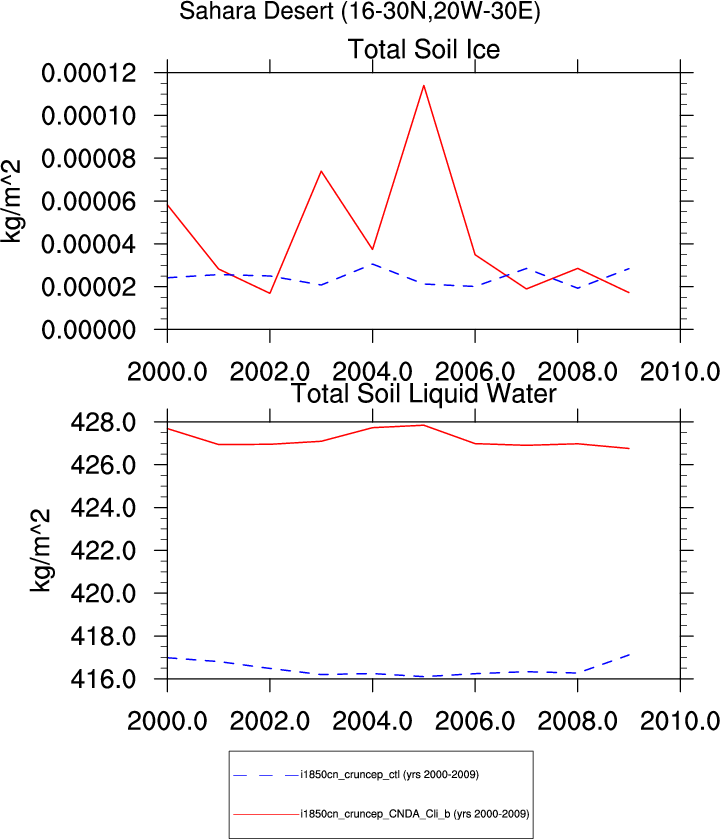 Sahara Desert (16-30N,20W-30E)
Total Soil Ice
kg/m^2
0.00012
0.00010
0.00008
0.00006
0.00004
0.00002
0.00000
2000.0 2002.0 2004.0 2006.0 2008.0 2010.0
Total Soil Liquid Water
kg/m^2
428.0
426.0
424.0
422.0
420.0
418.0
416.0
2000.0 2002.0 2004.0 2006.0 2008.0 2010.0
i1850cn_cruncep_ctl (yrs 2000-2009)
i1850cn_cruncep_CNDA_Cli_b (yrs 2000-2009)